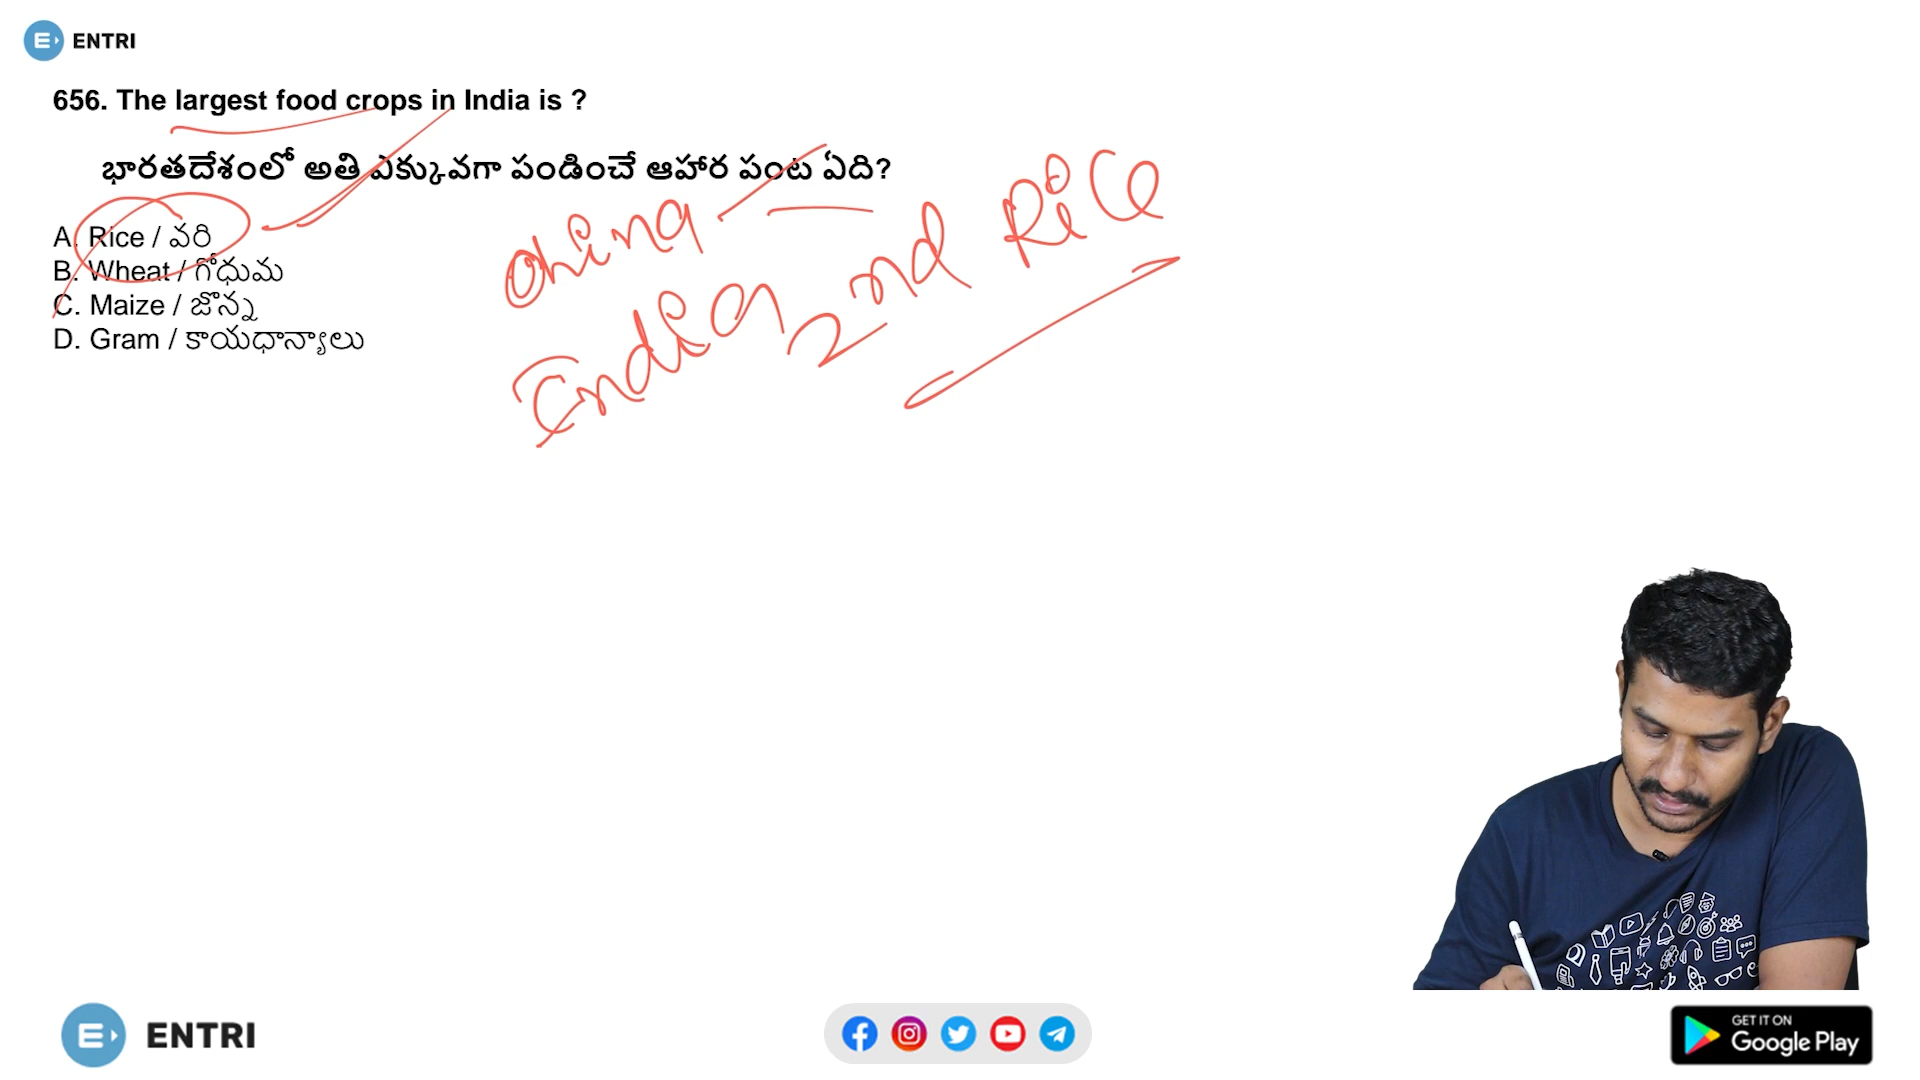 ENTRI
656. The largest food crops in India is ?
భారతదేశంలో అతి ఎక్కువగా పండించే ఆహార పంట ఏది?
A. Rice / వరి
B. Wheat / గోధుమ
C. Maize / జొన్న
D. Gram / కాయధాన్యాలు
China
India 2nd Rice
ENTRI
GET IT ON
Google Play